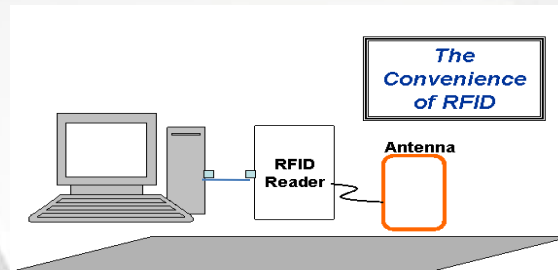 The
Convenience
of RFID
RFID
Reader
Antenna